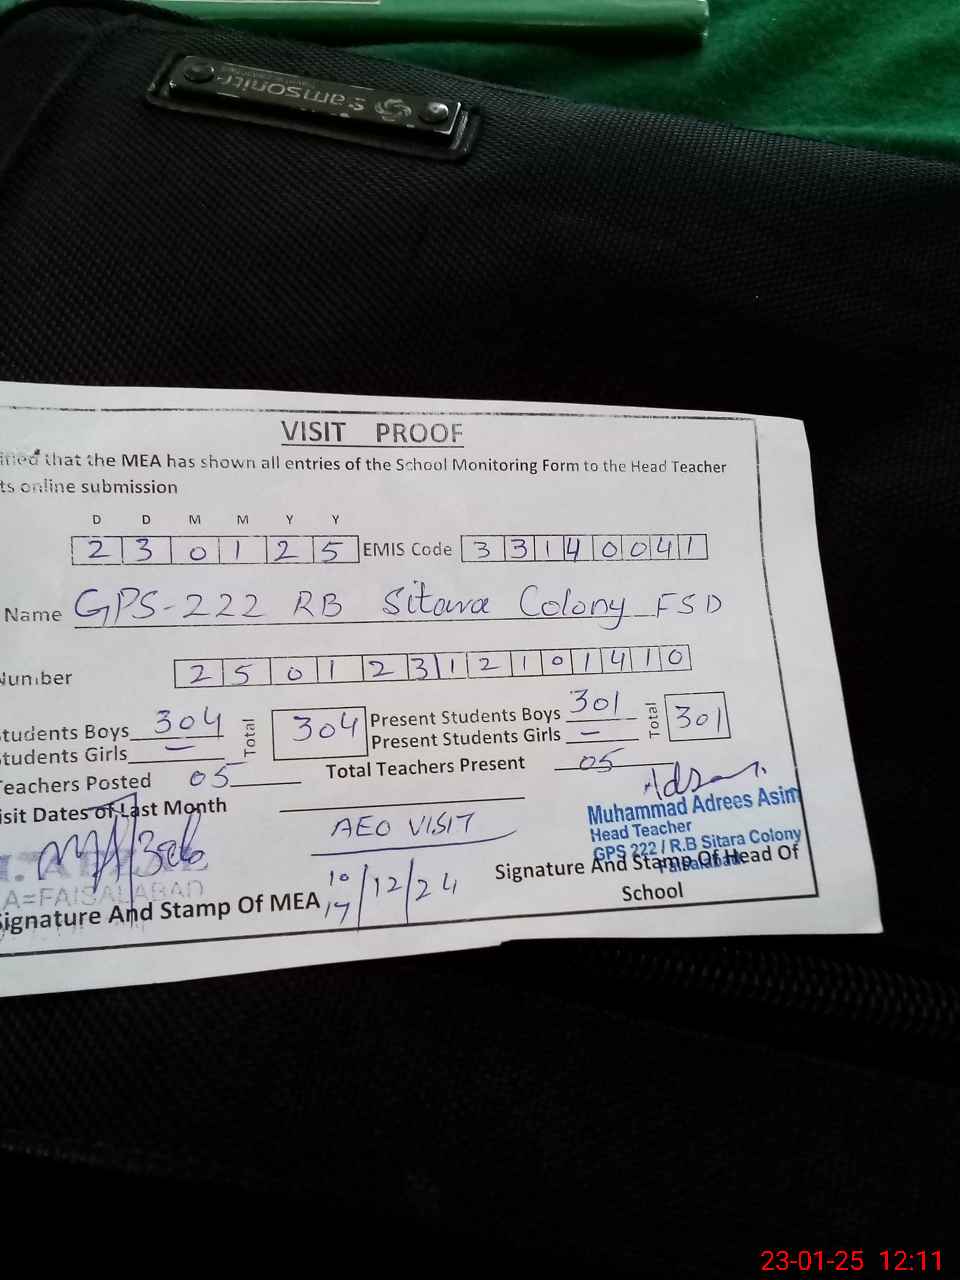 Samsonite
VISIT PROOF
that the MEA has shown all entries of the School Monitoring Form to the Head Teacher
ts online submission
D D M M Y Y
2 3 0 1 2 5 EMIS Code 3 3 1 4 0 0 4 1
Name GPS-222 RB Sitara Colony FSD
Number 2 5 0 1 2 3 1 2 1 0 1 4 1 0
Students Boys 304 Total 304 Present Students Boys 301 Total 301
Students Girls — Present Students Girls —
Teachers Posted 05 Total Teachers Present 05
isit Dates of Last Month
AEO VISIT
Muhammad Adrees Asim
Head Teacher
GPS 222 / R.B Sitara Colony
Faisalabad
A=FAISALABAD
Signature And Stamp Of MEA
10
17/12/24
Signature And Stamp Of Head Of
School
23-01-25 12:11